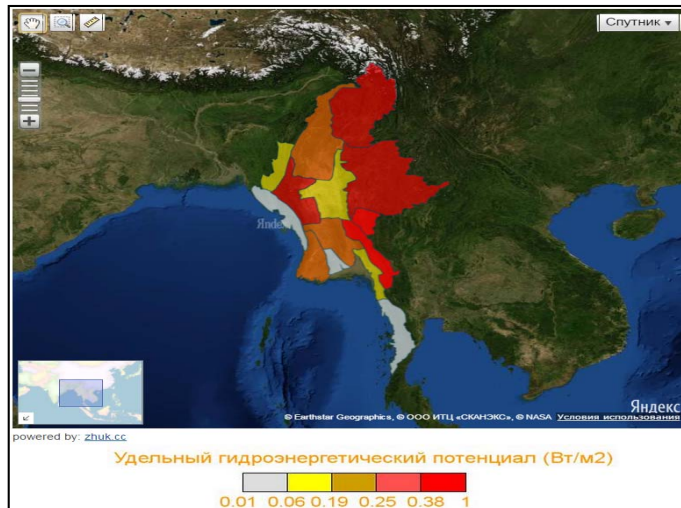 Спутник
Янде
Яндекс
© Earthstar Geographics, © ООО ИТЦ «СКАНЭКС», © NASA Условия использования
powered by: zhuk.cc
Удельный гидроэнергетический потенциал (Вт/м2)
0.01 0.06 0.19 0.25 0.38 1